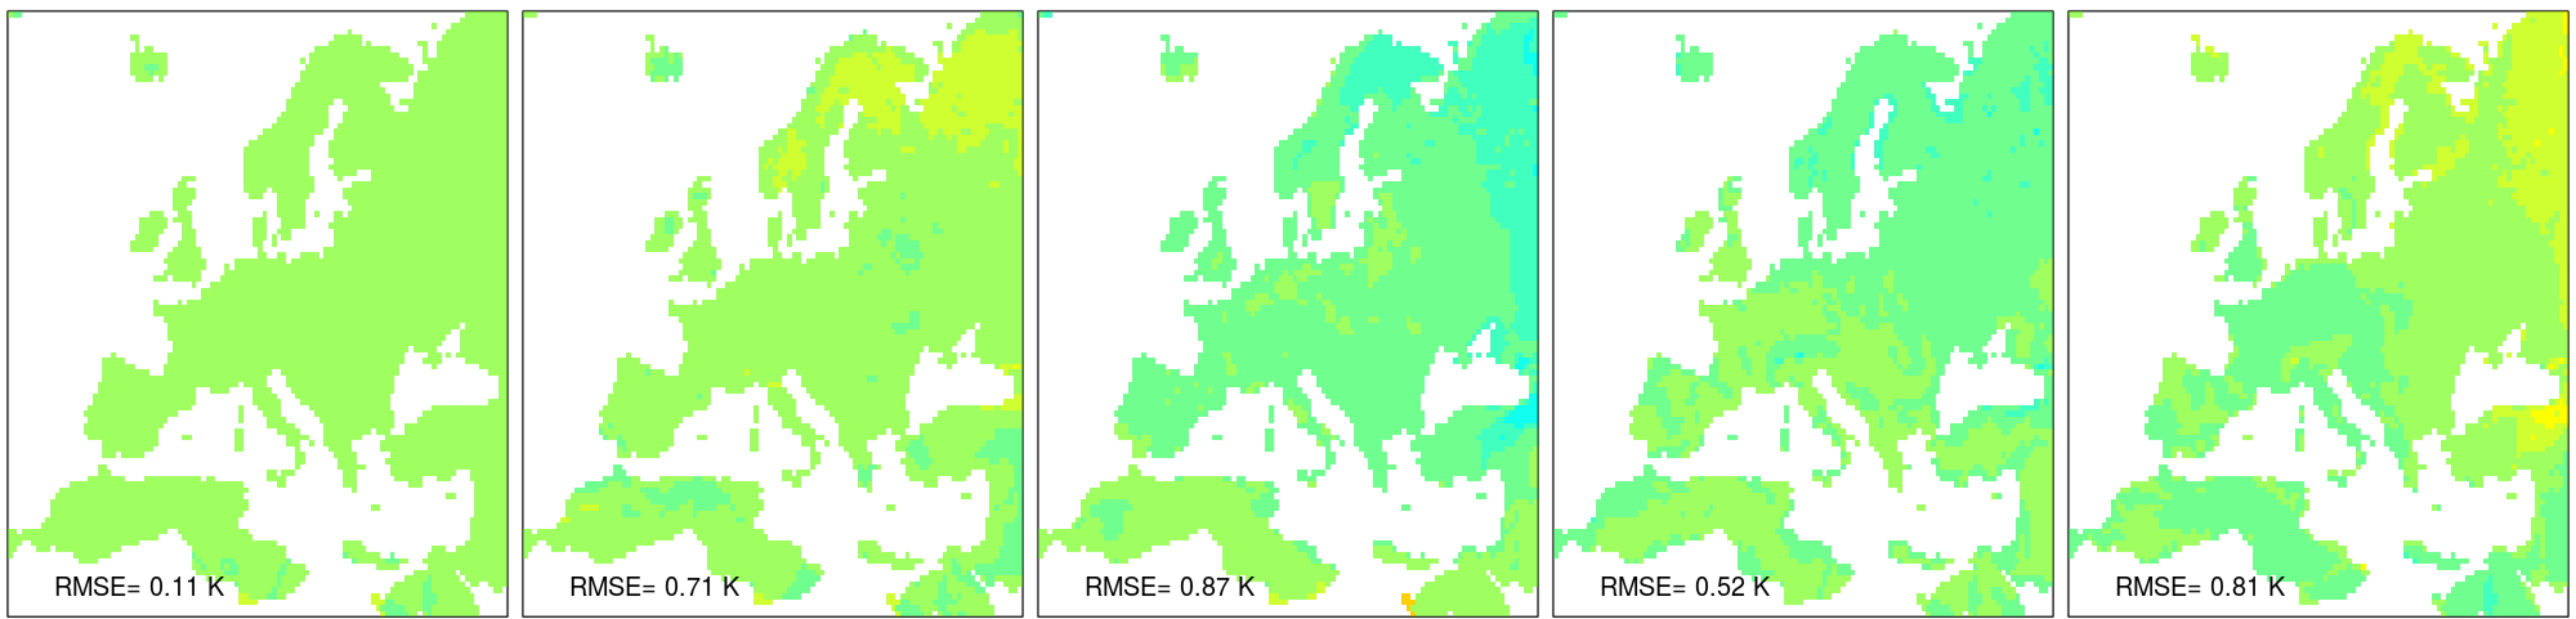 RMSE= 0.11 K
RMSE= 0.71 K
RMSE= 0.87 K
RMSE= 0.52 K
RMSE= 0.81 K